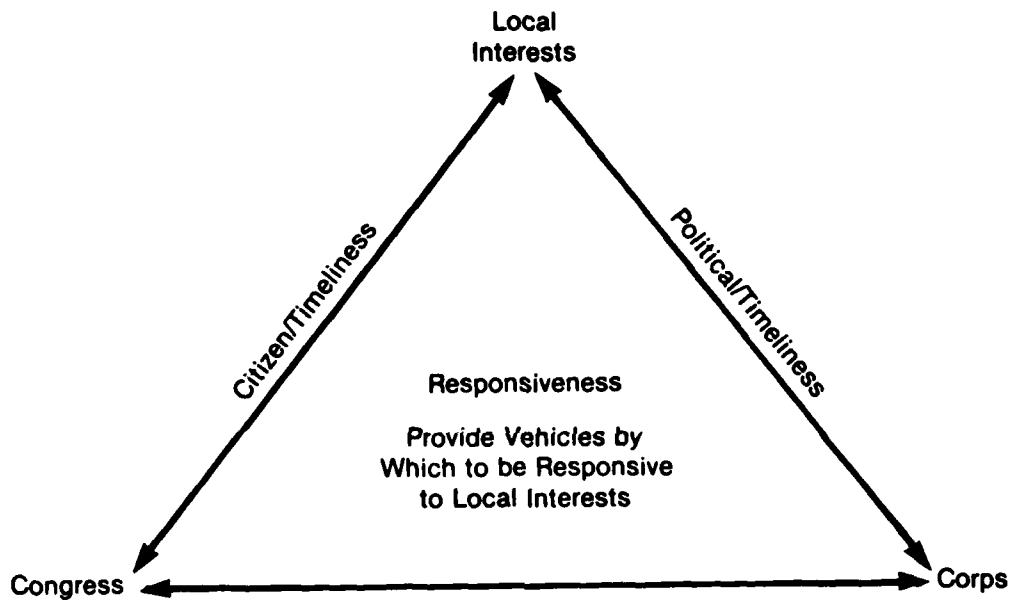 Local
Interests
Citizen/Timeliness
Political/Timeliness
Responsiveness
Provide Vehicles by
Which to be Responsive
to Local Interests
Congress
Corps